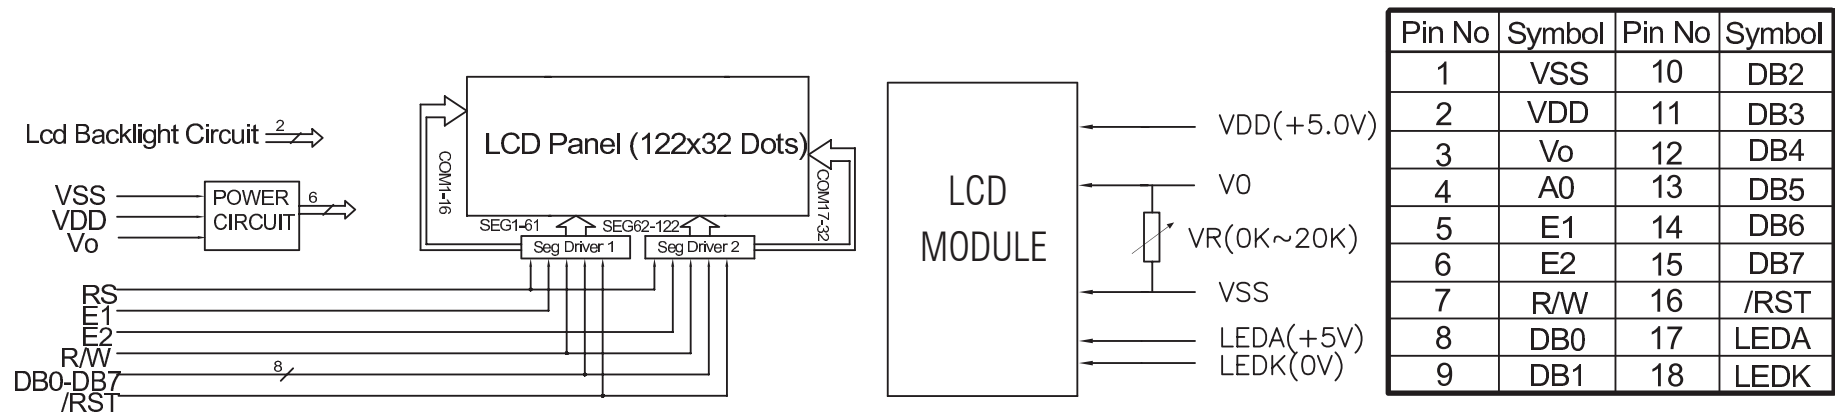 Lcd Backlight Circuit
2
VSS
VDD
Vo
POWER
CIRCUIT
6
LCD Panel (122x32 Dots)
COM1-16
COM17-32
SEG1-61
SEG62-122
Seg Driver 1
Seg Driver 2
RS
E1
E2
R/W
DB0-DB7
8
/RST
LCD
MODULE
VDD(+5.0V)
V0
VR(0K~20K)
VSS
LEDA(+5V)
LEDK(0V)
Pin No Symbol Pin No Symbol
1 VSS 10 DB2
2 VDD 11 DB3
3 Vo 12 DB4
4 A0 13 DB5
5 E1 14 DB6
6 E2 15 DB7
7 R/W 16 /RST
8 DB0 17 LEDA
9 DB1 18 LEDK